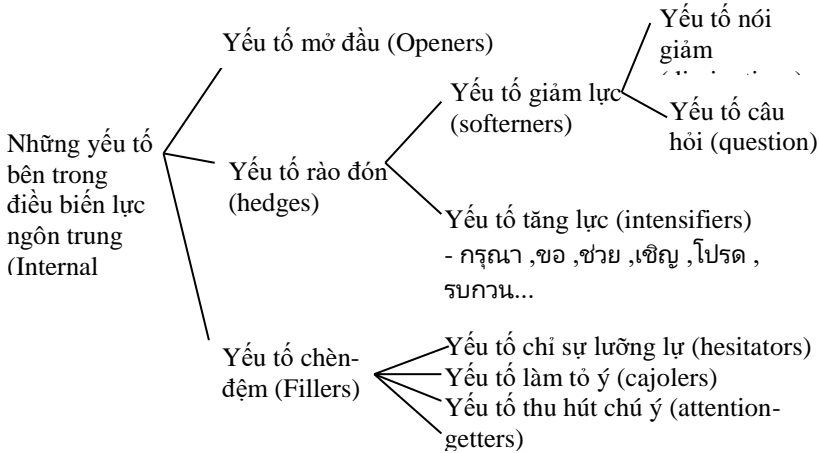 Yếu tố mở đầu (Openers)
Yếu tố nói
giảm
Yếu tố giảm lực
(softerners)
Yếu tố câu
hỏi (question)
Những yếu tố
bên trong
điều biến lực
ngôn trung
(Internal
Yếu tố rào đón
(hedges)
Yếu tố tăng lực (intensifiers)
- กรุณา ,ขอ ,ช่วย ,เชิญ ,โปรด ,
รบกวน...
Yếu tố chèn-
đệm (Fillers)
Yếu tố chỉ sự lưỡng lự (hesitators)
Yếu tố làm tỏ ý (cajolers)
Yếu tố thu hút chú ý (attention-
getters)